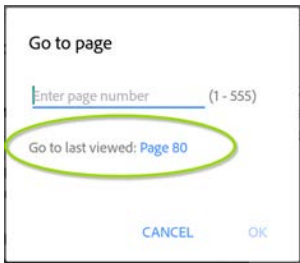 Go to page
Enter page number (1 - 555)
Go to last viewed: Page 80
CANCEL OK